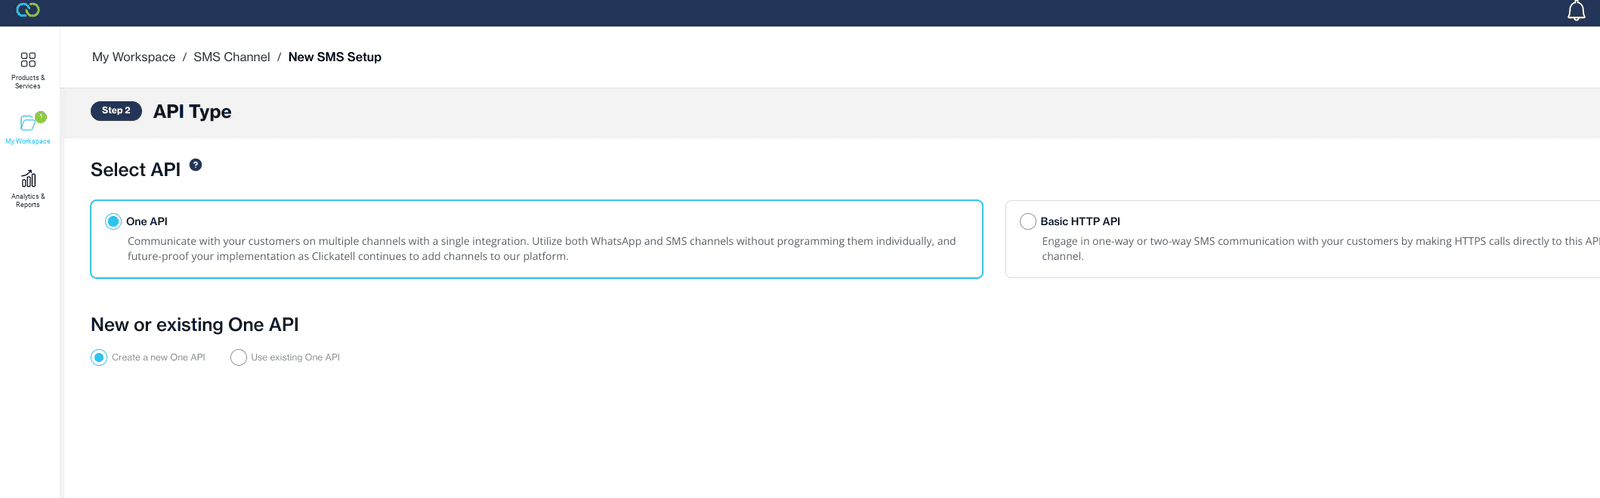 My Workspace / SMS Channel / New SMS Setup
Products &
Services
My Workspace
Analytics &
Reports
Step 2 API Type
Select API ?
One API
Communicate with your customers on multiple channels with a single integration. Utilize both WhatsApp and SMS channels without programming them individually, and
future-proof your implementation as Clickatell continues to add channels to our platform.
Basic HTTP API
Engage in one-way or two-way SMS communication with your customers by making HTTPS calls directly to this API
channel.
New or existing One API
Create a new One API Use existing One API